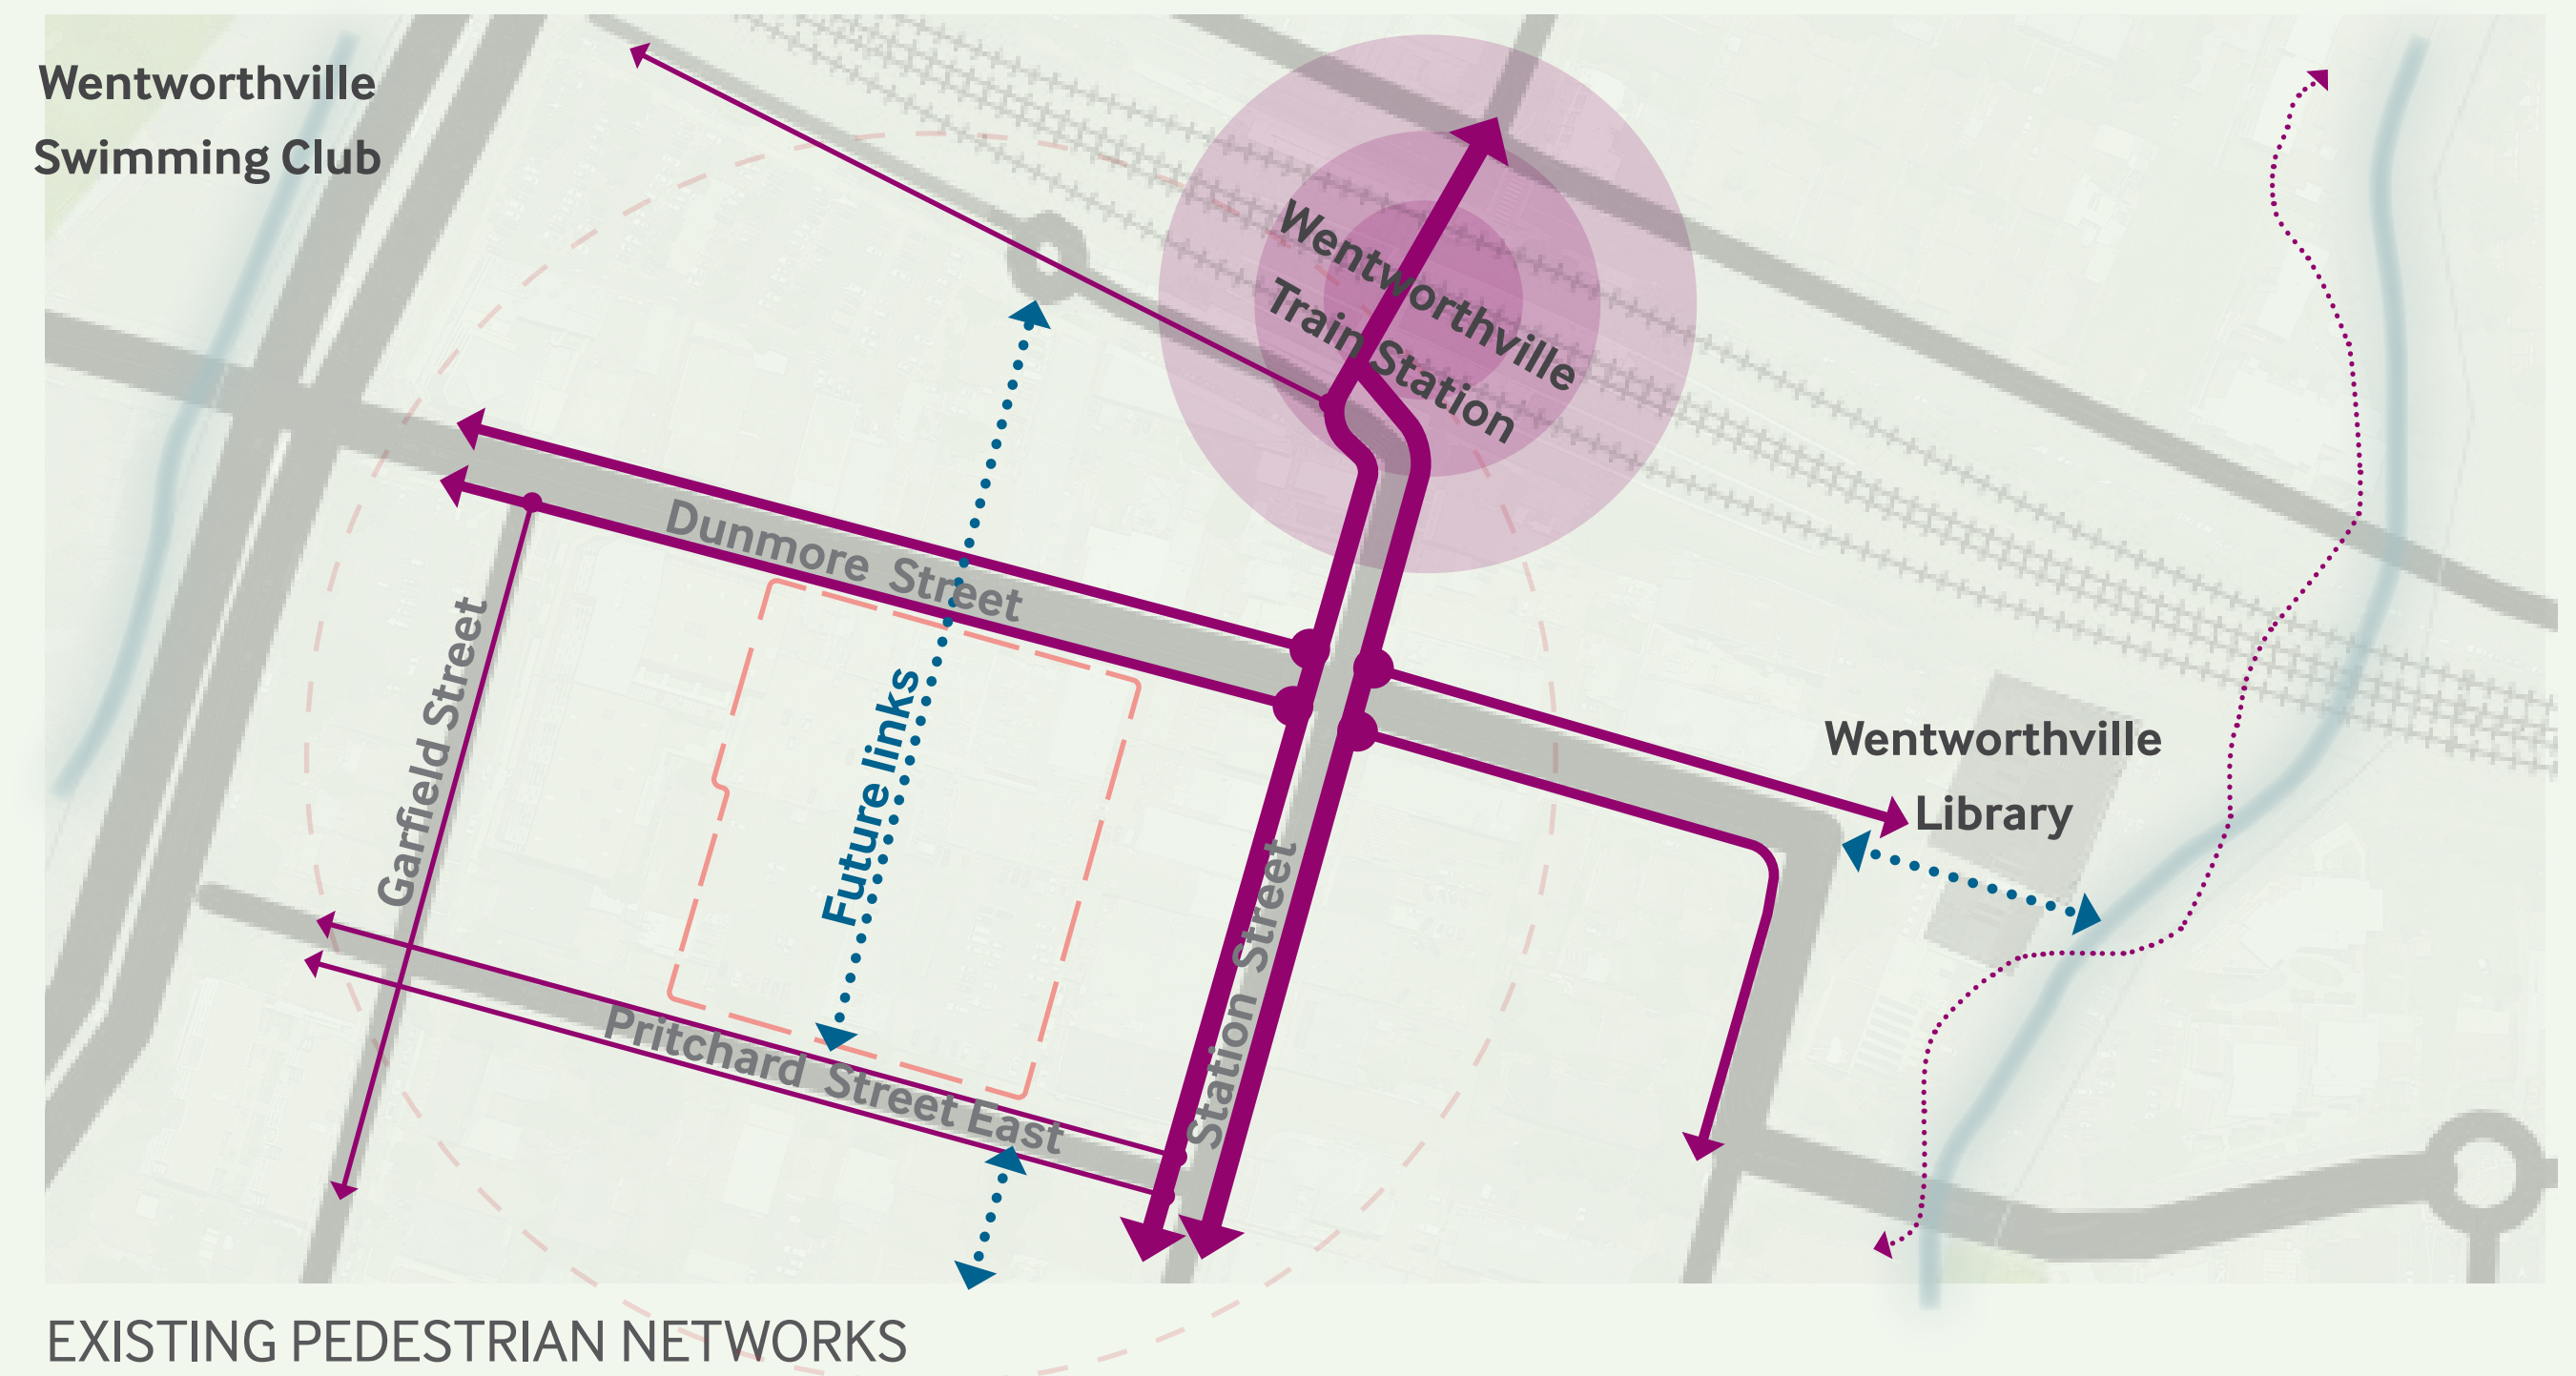 Wentworthville
Swimming Club
Wentworthville
Train Station
Dunmore Street
Garfield Street
Future links
Wentworthville
Library
Station Street
Pritchard Street East
EXISTING PEDESTRIAN NETWORKS